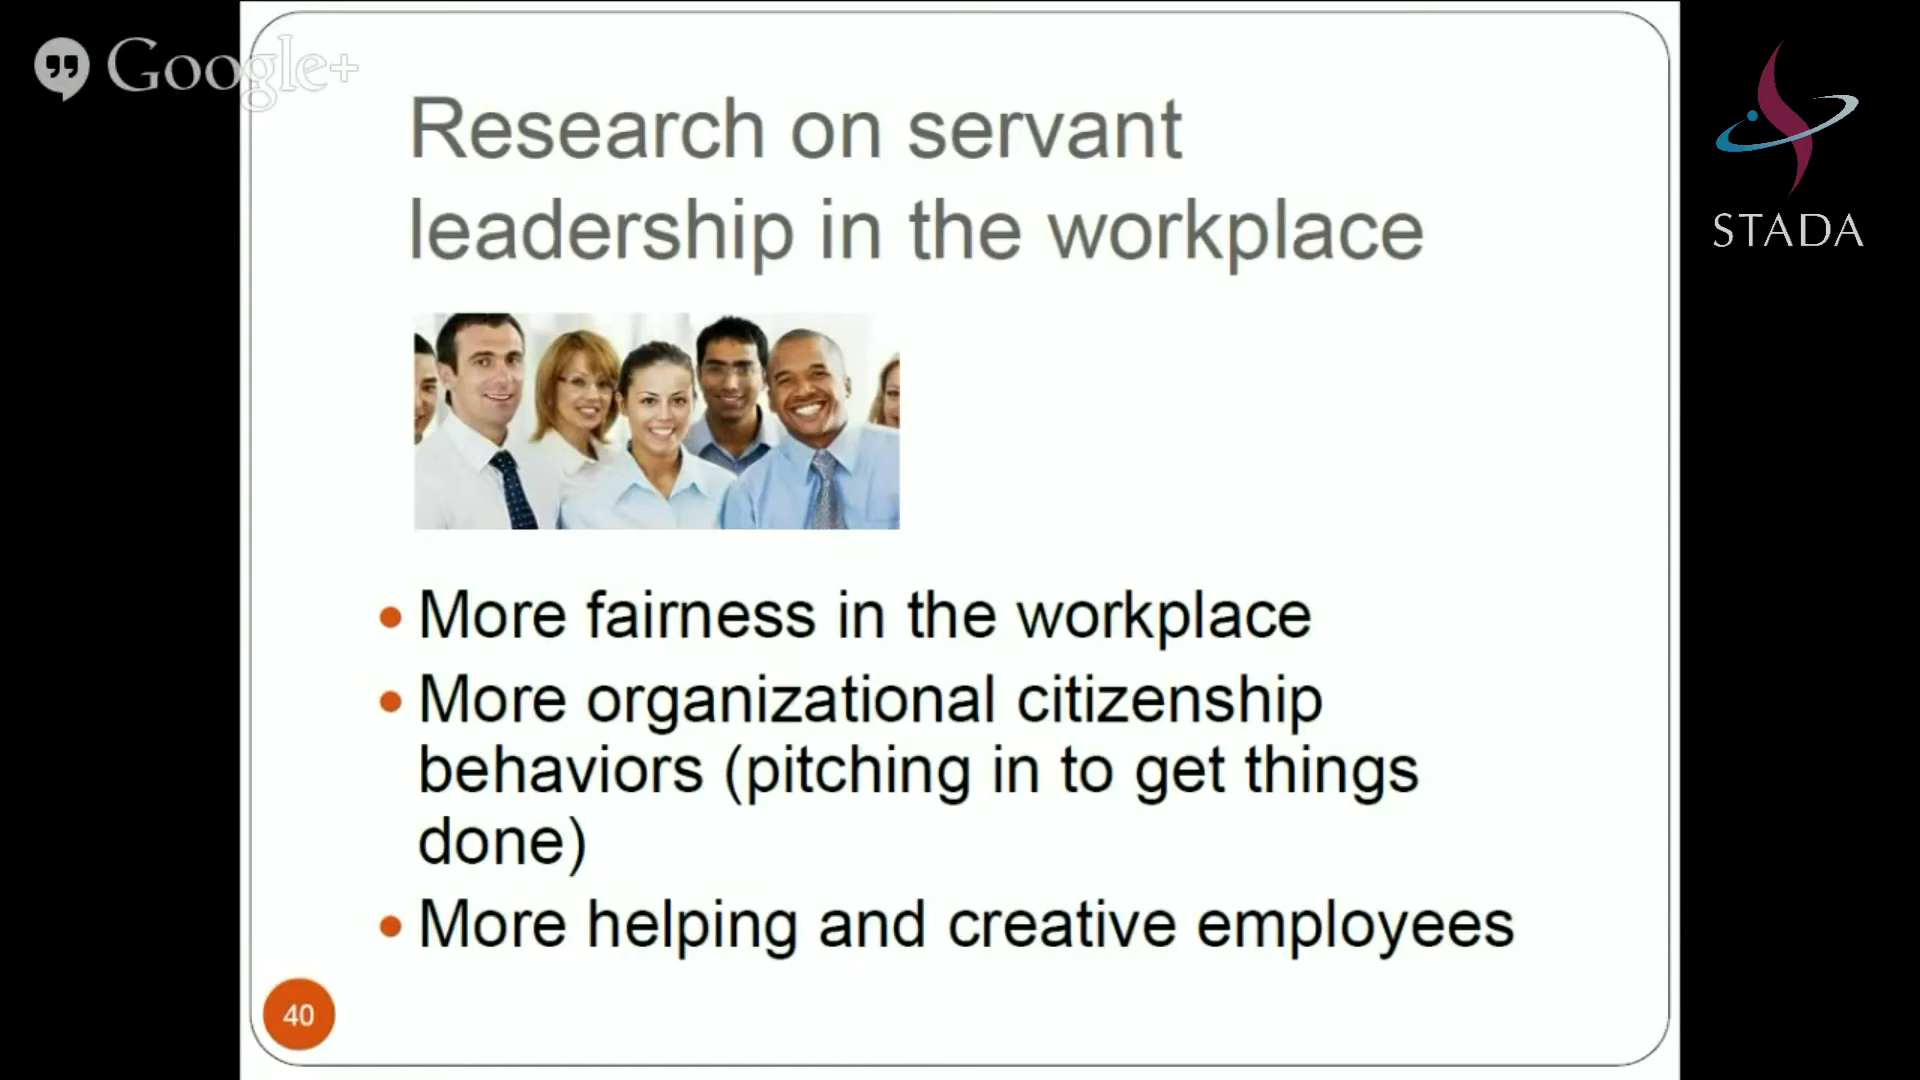 Google+
STADA
Research on servant
leadership in the workplace
More fairness in the workplace
More organizational citizenship
behaviors (pitching in to get things
done)
More helping and creative employees
40